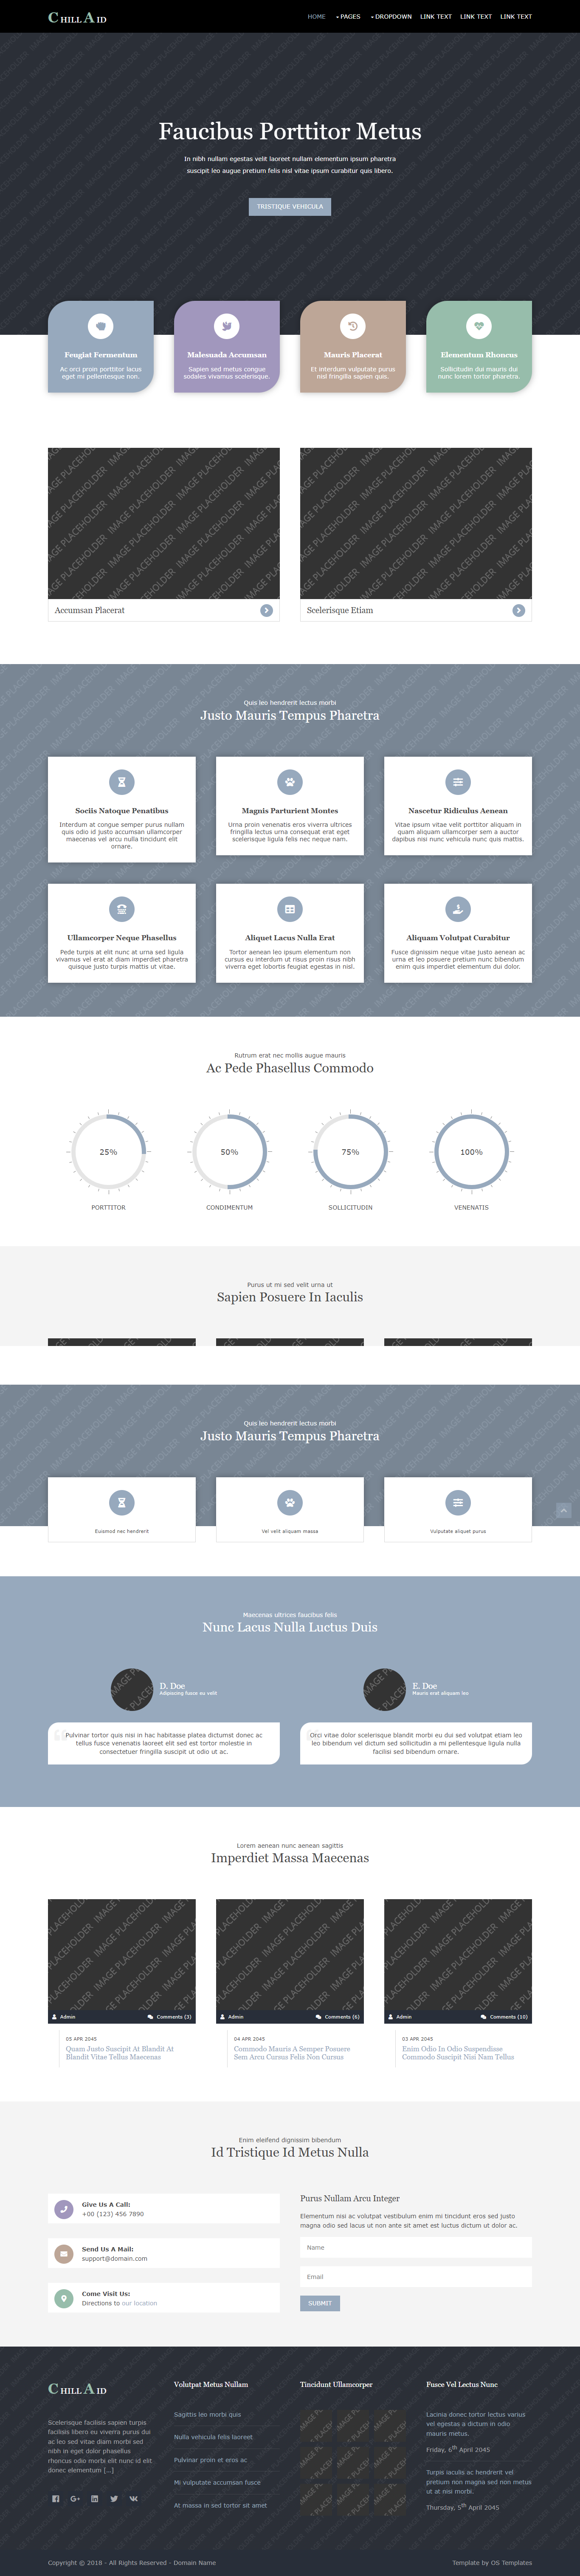 Chill Aid
HOME PAGES DROPDOWN LINK TEXT LINK TEXT LINK TEXT
Faucibus Porttitor Metus
In nibh nullam egestas velit laoreet nullam elementum ipsum pharetra
suscipit leo augue pretium felis nisl vitae ipsum curabitur quis libero.
TRISTIQUE VEHICULA
Feugiat Fermentum
Ac orci proin porttitor lacus
eget mi pellentesque non.
Malesuada Accumsan
Sapien sed metus congue
sodales vivamus scelerisque.
Mauris Placerat
Et interdum vulputate purus
nisl fringilla sapien quis.
Elementum Rhoncus
Sollicitudin dui mauris dui
nunc lorem tortor pharetra.
IMAGE PLACEHOLDER
IMAGE PLACEHOLDER
Accumsan Placerat
Scelerisque Etiam
Quis leo hendrerit lectus morbi
Justo Mauris Tempus Pharetra
Sociis Natoque Penatibus
Interdum at congue semper purus nullam
quis odio id justo accumsan ullamcorper
maecenas vel arcu nulla tincidunt elit
ornare.
Magnis Parturient Montes
Urna proin venenatis eros viverra ultrices
fringilla lectus urna consequat erat eget
scelerisque ligula felis nec neque nam.
Nascetur Ridiculus Aenean
Vitae ipsum vitae velit porttitor aliquam in
quam aliquam ullamcorper sem a auctor
dapibus nisi nunc vehicula nunc quis mattis.
Ullamcorper Neque Phasellus
Pede turpis at elit nunc at urna sed ligula
vivamus vel erat at diam imperdiet pharetra
quisque justo turpis mattis ut vitae.
Aliquet Lacus Nulla Erat
Tortor aenean leo ipsum elementum non
cursus eu interdum ut risus proin risus nibh
viverra eget lobortis feugiat egestas in nisl.
Aliquam Volutpat Curabitur
Fusce dignissim neque vitae justo aenean ac
urna et leo posuere pretium nunc bibendum
enim quis imperdiet elementum dui dolor.
Rutrum erat nec mollis augue mauris
Ac Pede Phasellus Commodo
25%
50%
75%
100%
PORTTITOR
CONDIMENTUM
SOLLICITUDIN
VENENATIS
Purus ut mi sed velit urna ut
Sapien Posuere In Iaculis
Quis leo hendrerit lectus morbi
Justo Mauris Tempus Pharetra
Euismod nec hendrerit
Vel velit aliquam massa
Vulputate aliquet purus
Maecenas ultrices faucibus felis
Nunc Lacus Nulla Luctus Duis
D. Doe
Adipiscing fusce eu velit
Pulvinar tortor quis nisi in hac habitasse platea dictumst donec ac
tellus fusce venenatis laoreet elit sed est tortor molestie in
consectetuer fringilla suscipit ut odio ut ac.
E. Doe
Mauris erat aliquam leo
Orci vitae dolor scelerisque blandit morbi eu dui sed volutpat etiam leo
leo bibendum vel dictum sed sollicitudin a mi pellentesque ligula nulla
facilisi sed bibendum ornare.
Lorem aenean nunc aenean sagittis
Imperdiet Massa Maecenas
IMAGE PLACEHOLDER
IMAGE PLACEHOLDER
IMAGE PLACEHOLDER
Admin Comments (3)
05 APR 2045
Quam Justo Suscipit At Blandit At
Blandit Vitae Tellus Maecenas
Admin Comments (6)
04 APR 2045
Commodo Mauris A Semper Posuere
Sem Arcu Cursus Felis Non Cursus
Admin Comments (10)
03 APR 2045
Enim Odio In Odio Suspendisse
Commodo Suscipit Nisi Nam Tellus
Enim eleifend dignissim bibendum
Id Tristique Id Metus Nulla
Give Us A Call:
+00 (123) 456 7890
Send Us A Mail:
support@domain.com
Come Visit Us:
Directions to our location
Purus Nullam Arcu Integer
Elementum nisi ac volutpat vestibulum enim mi tincidunt eros sed justo
magna odio sed lacus ut non ante sit amet est luctus dictum ut dolor ac.
Name
Email
SUBMIT
Chill Aid
Scelerisque facilisis sapien turpis
facilisis libero eu viverra purus dui
ac leo sed vitae diam morbi sed
nibh in eget dolor phasellus
rhoncus odio morbi elit nunc id elit
donec elementum [...]
Volutpat Metus Nullam
Sagittis leo morbi quis
Nulla vehicula felis laoreet
Pulvinar proin et eros ac
Mi vulputate accumsan fusce
At massa in sed tortor sit amet
Tincidunt Ullamcorper
Fusce Vel Lectus Nunc
Lacinia donec tortor lectus varius
vel egestas a dictum in odio
mauris metus.
Friday, 6th April 2045
Turpis iaculis ac hendrerit vel
pretium non magna sed non metus
ut at nisi morbi.
Thursday, 5th April 2045
Copyright © 2018 - All Rights Reserved - Domain Name
Template by OS Templates